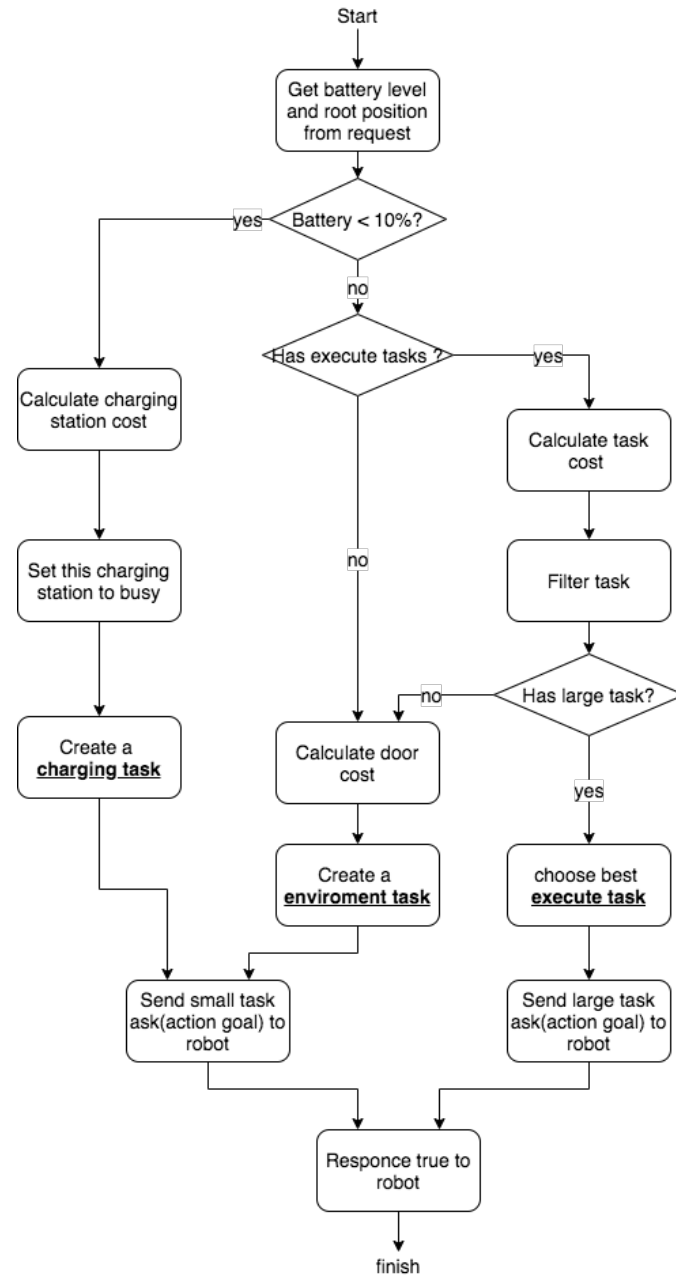 Start
Get battery level
and root position
from request
Battery < 10%?
yes
no
Has execute tasks ?
yes
Calculate charging
station cost
Calculate task
cost
Set this charging
station to busy
no
Filter task
Has large task?
no
Create a
charging task
Calculate door
cost
yes
Create a
enviroment task
choose best
execute task
Send small task
ask(action goal) to
robot
Send large task
ask(action goal) to
robot
Responce true to
robot
finish